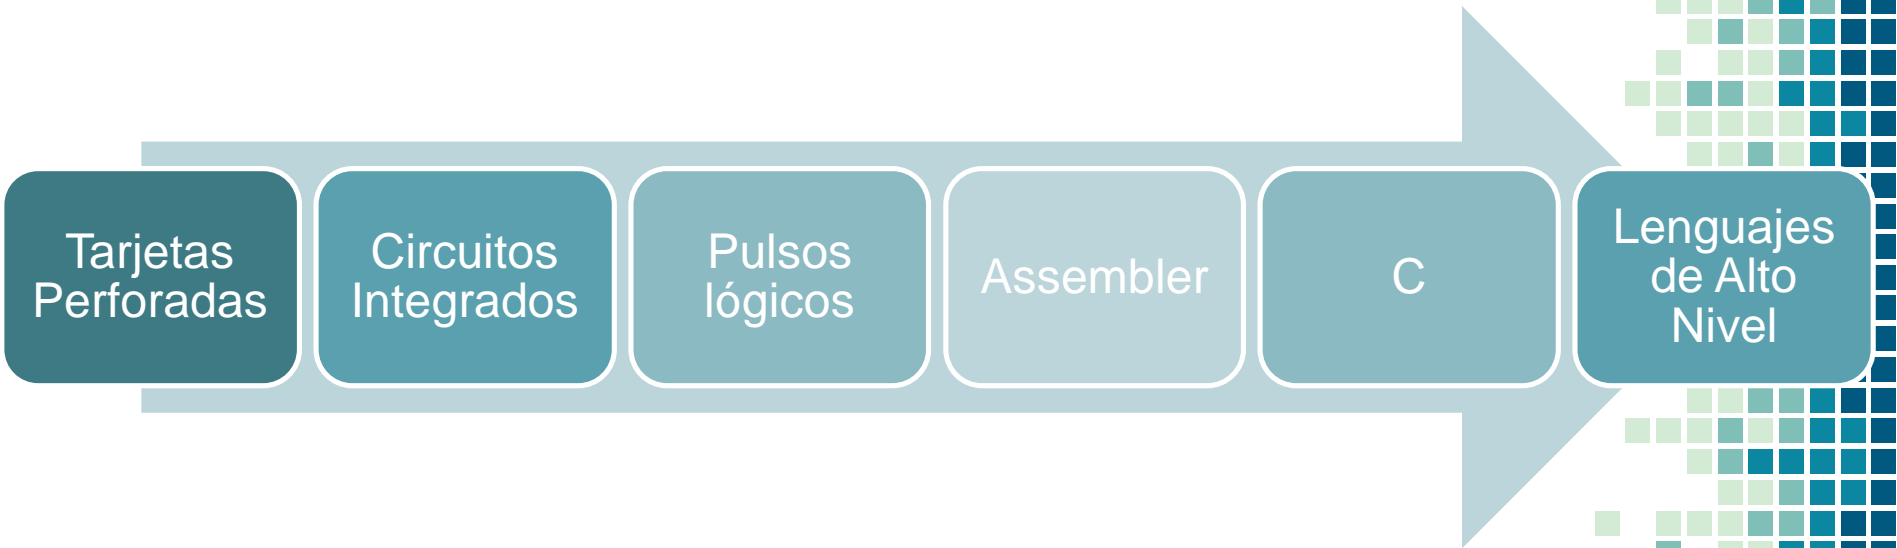 Tarjetas
Perforadas
Circuitos
Integrados
Pulsos
lógicos
Assembler
C
Lenguajes
de Alto
Nivel